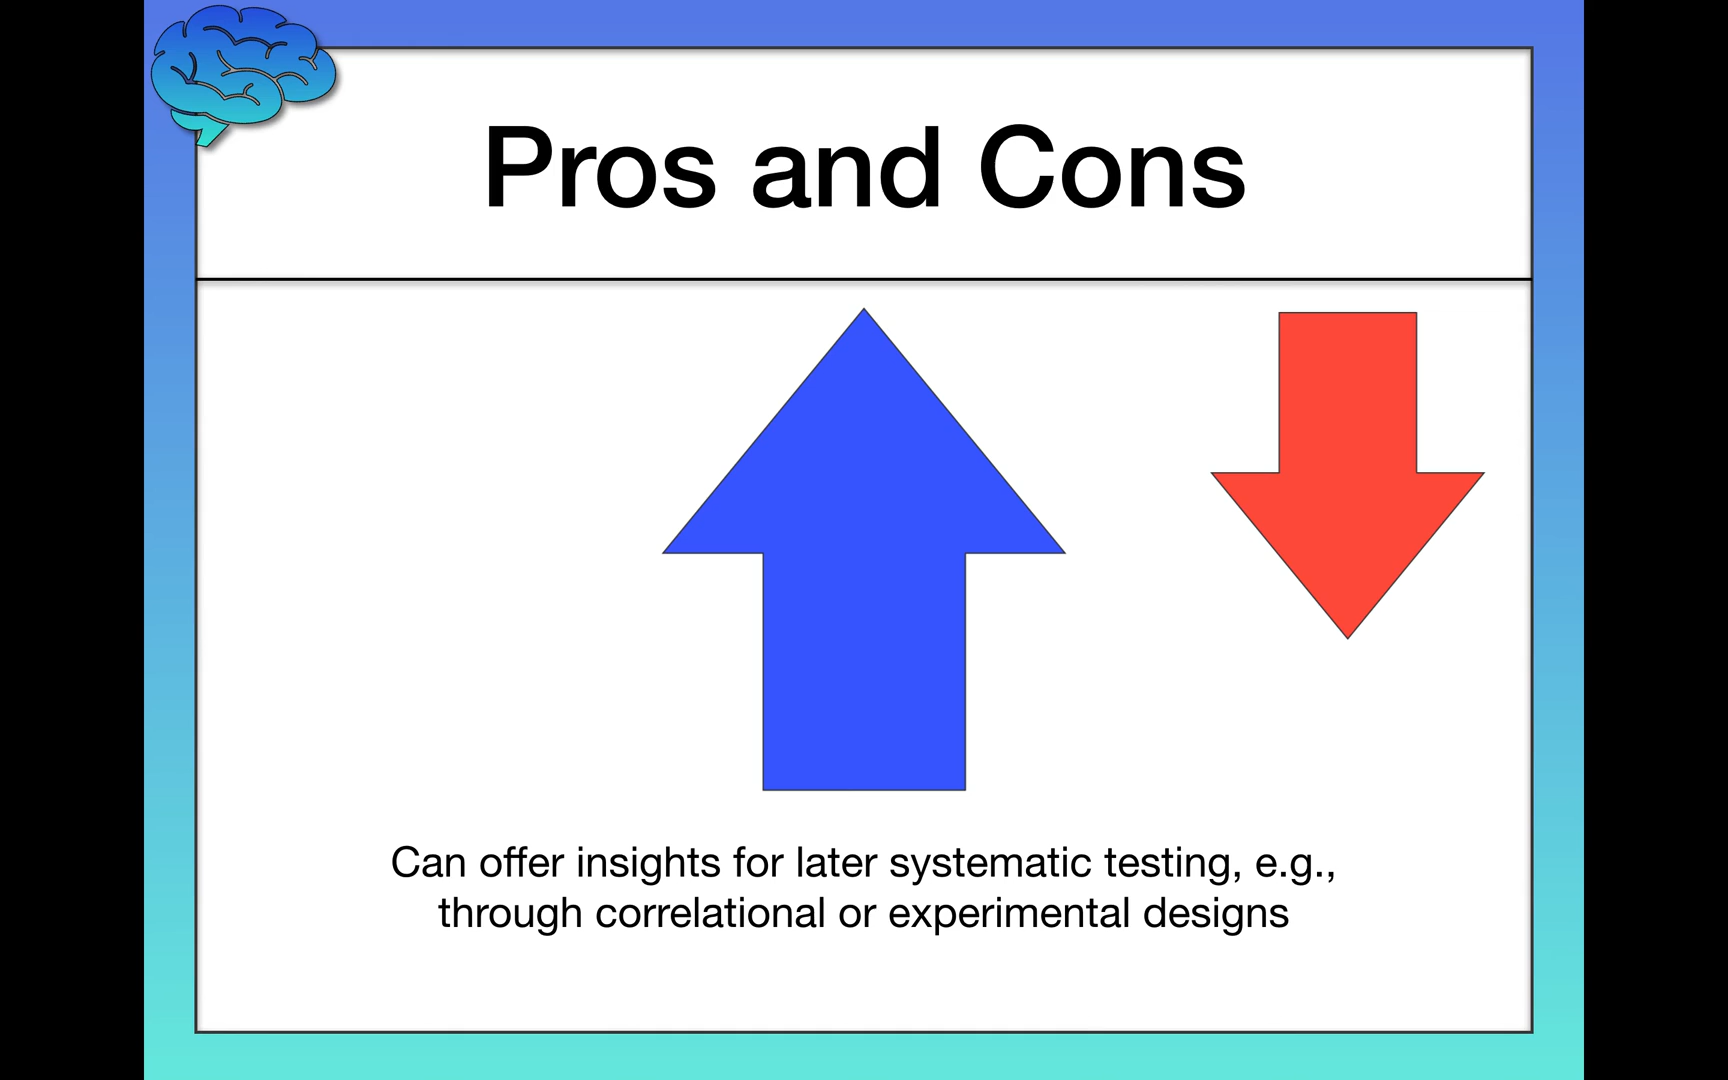 Pros and Cons
Can offer insights for later systematic testing, e.g.,
through correlational or experimental designs